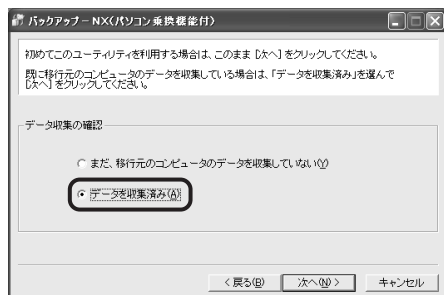 バックアップ-NX(パソコン乗換機能付)
初めてこのユーティリティを利用する場合は、このまま [次へ] をクリックしてください。
既に移行元のコンピュータのデータを収集している場合は、「データを収集済み」を選んで
[次へ] をクリックしてください。
データ収集の確認
まだ、移行元のコンピュータのデータを収集していない(Y)
データを収集済み(A)
< 戻る(B)
次へ(N) >
キャンセル